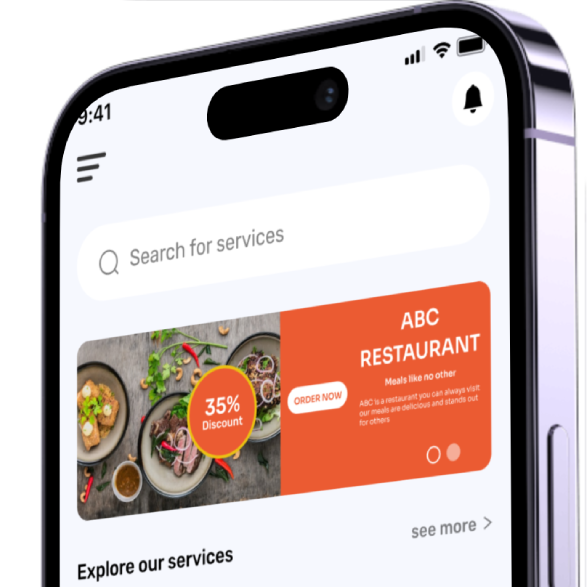 9:41
Search for services
ABC
RESTAURANT
Meals like no other
35%
Discount
ORDER NOW
ABC is a restaurant you can always visit
our meals are delicious and stands out
for others
see more >
Explore our services